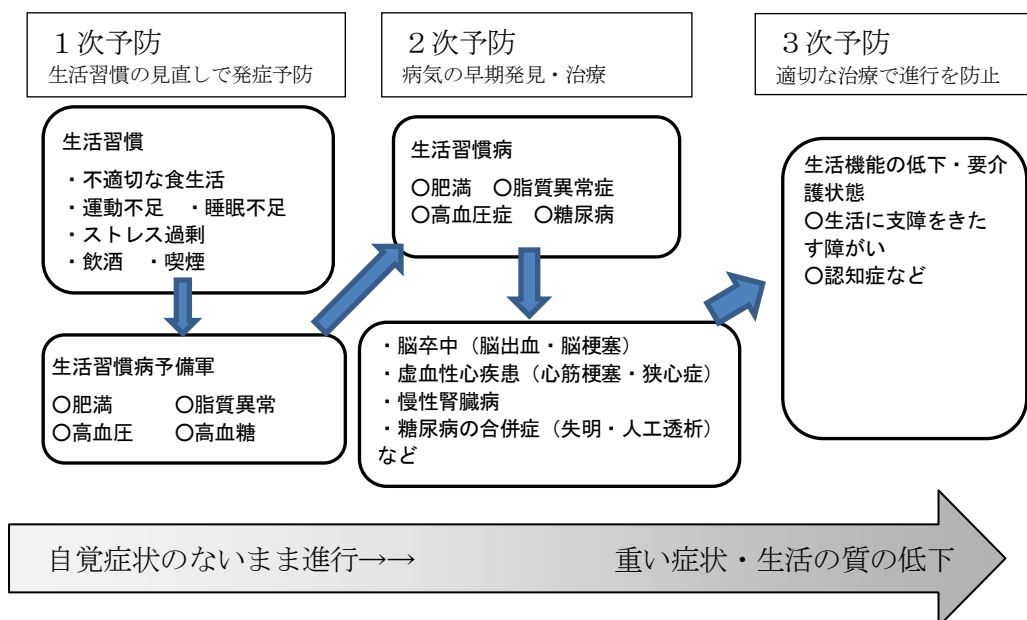 １次予防
生活習慣の見直しで発症予防
２次予防
病気の早期発見・治療
３次予防
適切な治療で進行を防止
生活習慣
・不適切な食生活
・運動不足　・睡眠不足
・ストレス過剰
・飲酒　・喫煙
生活習慣病予備軍
〇肥満　〇脂質異常
〇高血圧　〇高血糖
生活習慣病
〇肥満　〇脂質異常症
〇高血圧症　〇糖尿病
・脳卒中（脳出血・脳梗塞）
・虚血性心疾患（心筋梗塞・狭心症）
・慢性腎臓病
・糖尿病の合併症（失明・人工透析）
など
生活機能の低下・要介
護状態
〇生活に支障をきた
す障がい
〇認知症など
自覚症状のないまま進行→→　重い症状・生活の質の低下